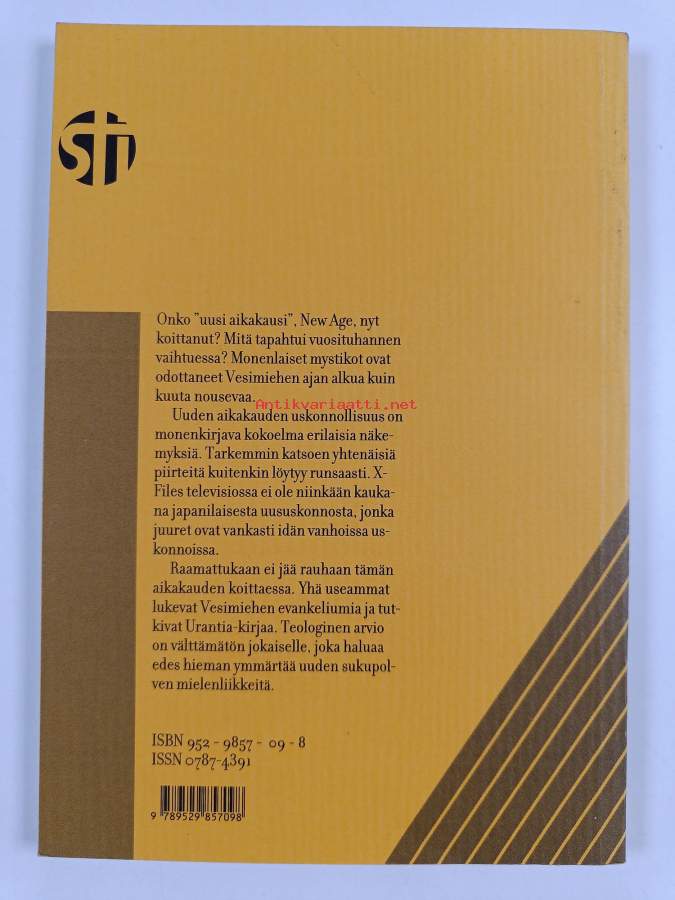 STI
Onko ”uusi aikakausi”, New Age, nyt
koittanut? Mitä tapahtui vuosituhannen
vaihtuessa? Monenlaiset mystikot ovat
odottaneet Vesimiehen ajan alkua kuin
kuuta nousevaa.
Antikvariaatti.net
Uuden aikakauden uskonnollisuus on
monenkirjava kokoelma erilaisia näke-
myksiä. Tarkemmin katsoen yhtenäisiä
piirteitä kuitenkin löytyy runsaasti. X-
Files televisiossa ei ole niinkään kauka-
na japanilaisesta uususkonnosta, jonka
juuret ovat vankasti idän vanhoissa us-
konnoissa.
Raamattukaan ei jää rauhaan tämän
aikakauden koittaessa. Yhä useammat
lukevat Vesimiehen evankeliumia ja tut-
kivat Urantia-kirjaa. Teologinen arvio
on välttämätön jokaiselle, joka haluaa
edes hieman ymmärtää uuden sukupol-
ven mielenliikkeitä.
ISBN 952 - 9857 - 09 - 8
ISSN 0787-4391
9 789529 857098